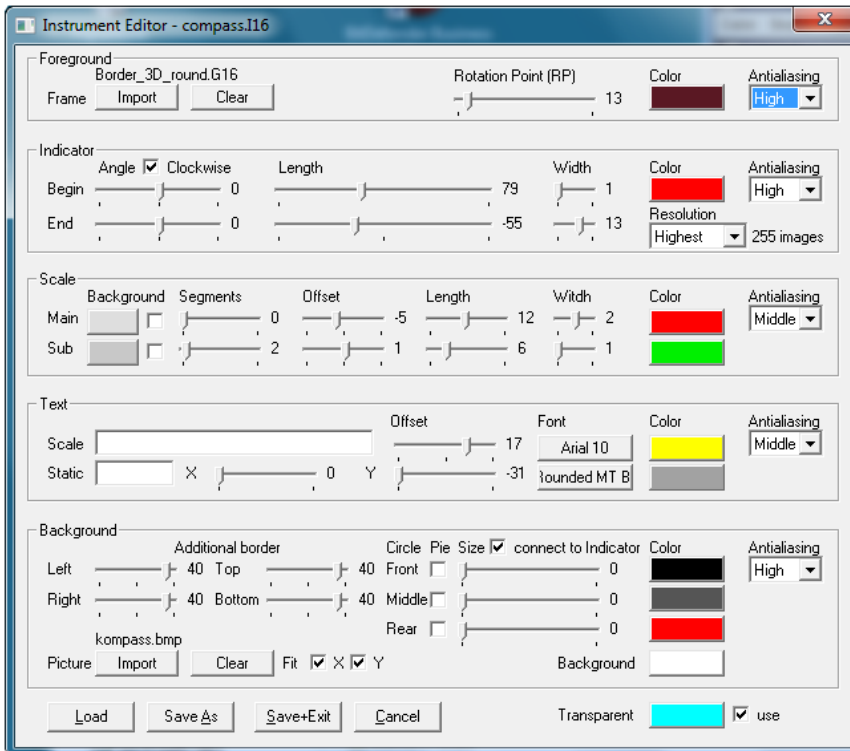 Instrument Editor - compass.I16
Foreground
Border_3D_round.G16
Rotation Point (RP) Color Antialiasing
Frame Import Clear 13 High
Indicator
Angle Clockwise Length Width Color Antialiasing
Begin 0 79 1 High
Resolution
End 0 -55 13 Highest 255 images
Scale
Background Segments Offset Length Witdh Color Antialiasing
Main 0 -5 12 2 Middle
Sub 2 1 6 1
Text
Offset Font Color Antialiasing
Scale 17 Arial 10 Middle
Static X 0 Y -31 Rounded MT B
Background
Additional border Circle Pie Size connect to Indicator Color Antialiasing
Left 40 Top 40 Front 0 High
Right 40 Bottom 40 Middle 0
Rear 0
kompass.bmp
Picture Import Clear Fit X Y Background
Load Save As Save+Exit Cancel Transparent use